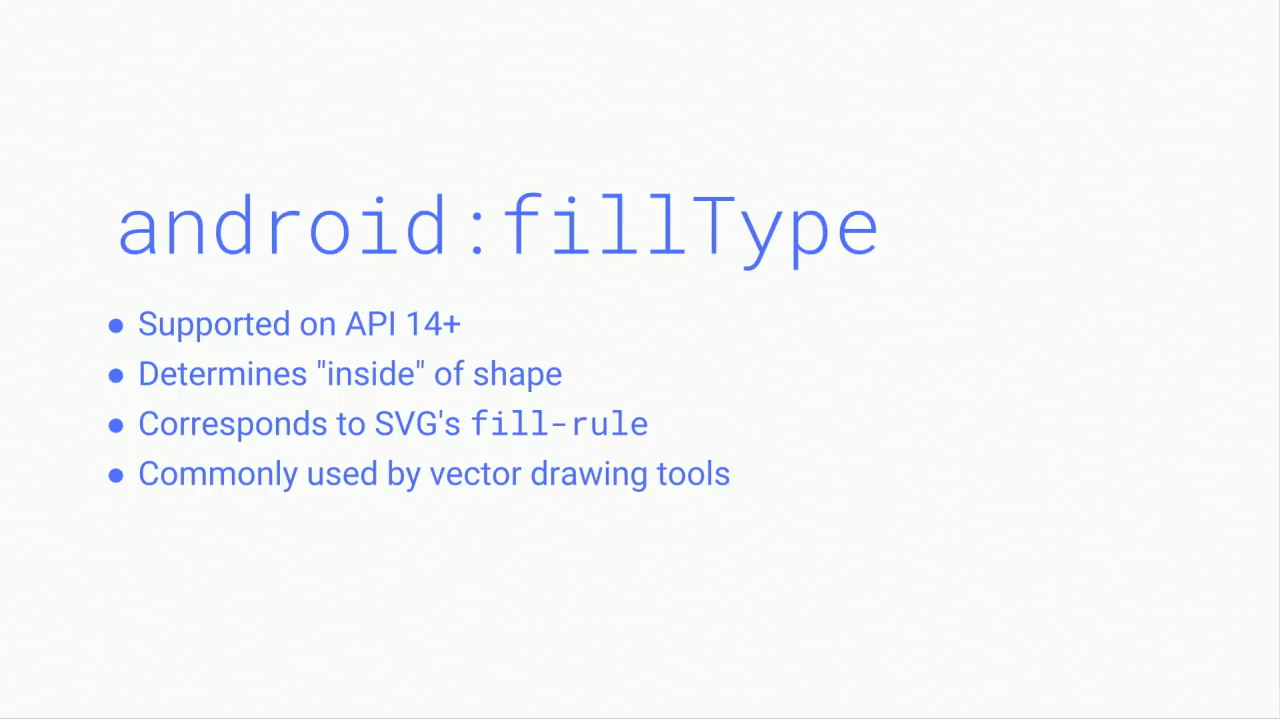 android:fillType
● Supported on API 14+
● Determines "inside" of shape
● Corresponds to SVG's fill-rule
● Commonly used by vector drawing tools